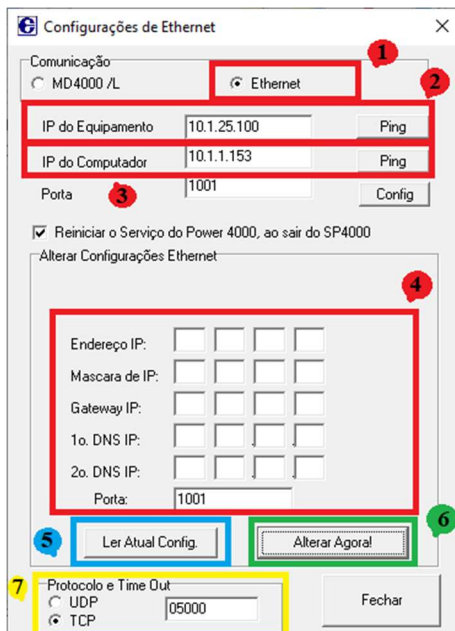 Configurações de Ethernet
1
Comunicação
MD4000 /L
Ethernet
2
IP do Equipamento 10.1.25.100 Ping
IP do Computador 10.1.1.153 Ping
Porta 3 1001 Config
Reiniciar o Serviço do Power 4000, ao sair do SP4000
Alterar Configurações Ethernet
4
Endereço IP:
Mascara de IP:
Gateway IP:
1o. DNS IP: . .
2o. DNS IP: . .
Porta: 1001
5 Ler Atual Config. Alterar Agora! 6
7 Protocolo e Time Out
UDP
TCP
05000
Fechar